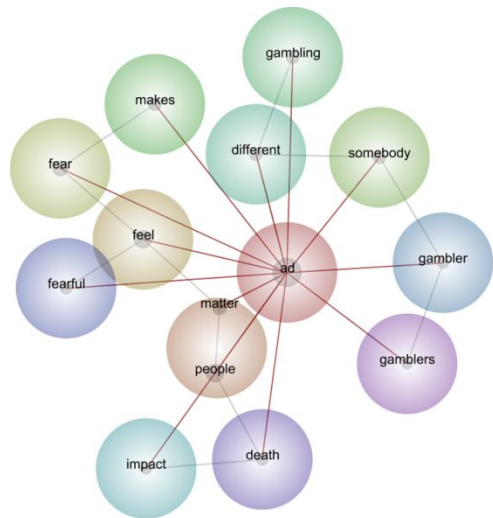 gambling
makes
different
somebody
fear
feel
gambler
ad
fearful
matter
gamblers
people
death
impact